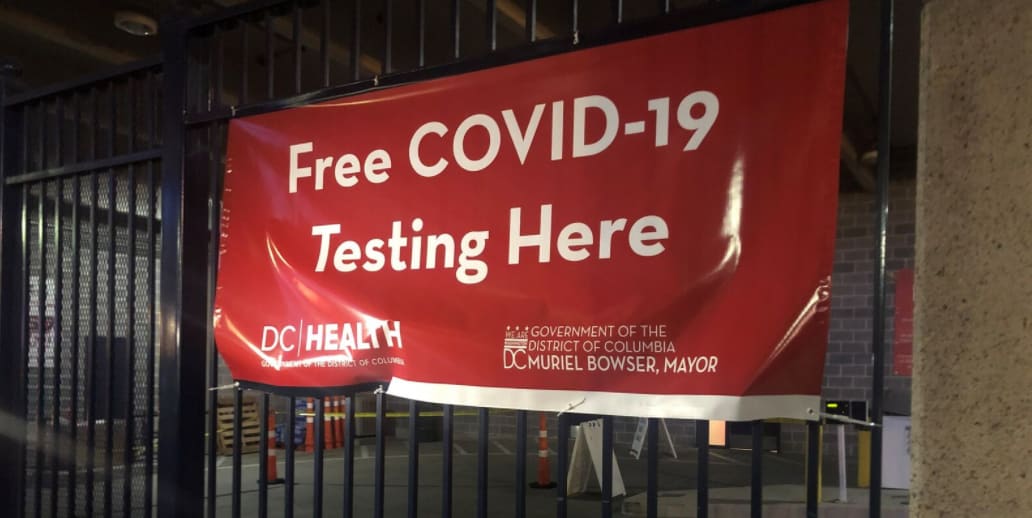 Free COVID-19
Testing Here
DC | HEALTH
GOVERNMENT OF THE DISTRICT OF COLUMBIA
WE ARE
DC
GOVERNMENT OF THE
DISTRICT OF COLUMBIA
MURIEL BOWSER, MAYOR